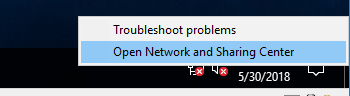 Troubleshoot problems
Open Network and Sharing Center
5/30/2018